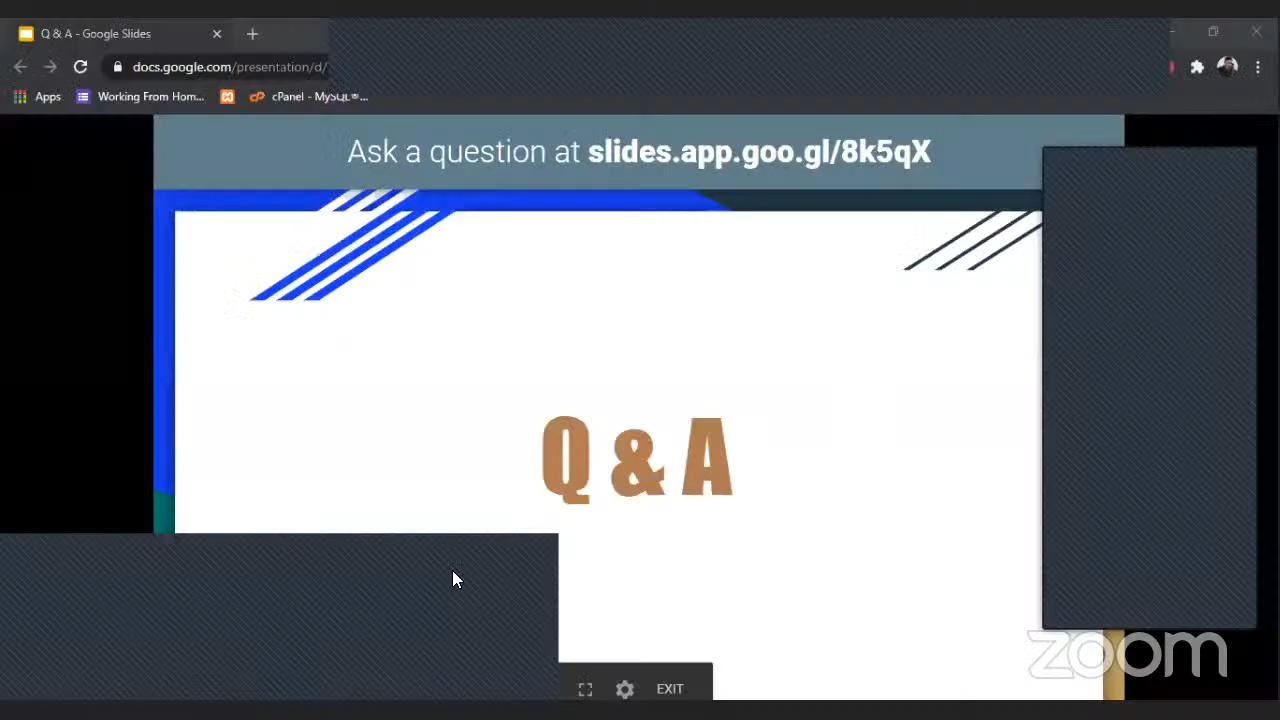 Q & A - Google Slides
docs.google.com/presentation/d/
Apps
Working From Hom...
cPanel - MySQL®...
Ask a question at slides.app.goo.gl/8k5qX
Q & A
EXIT
zoom